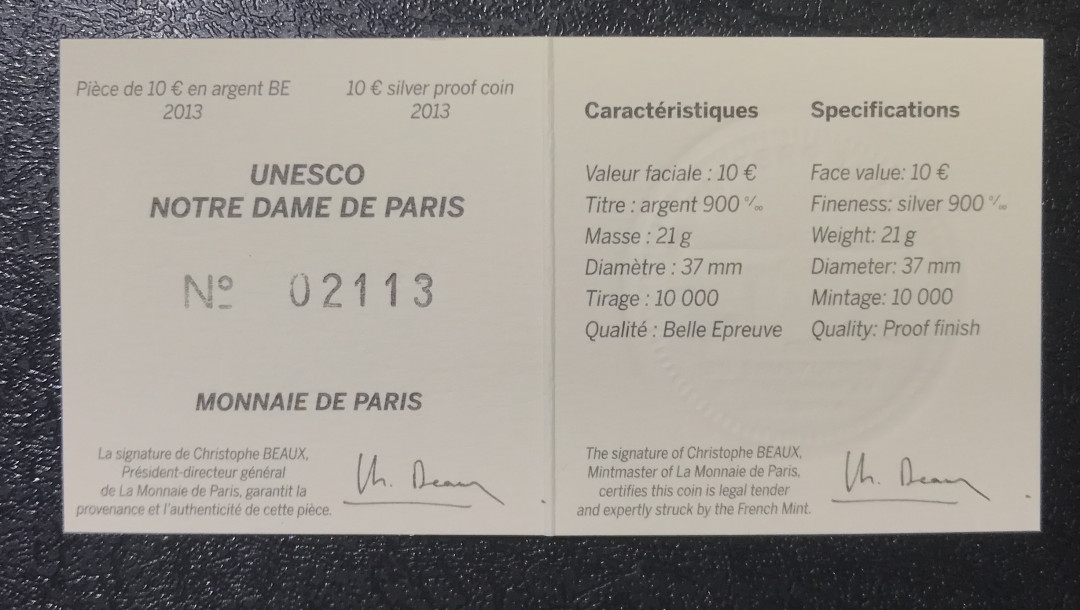 Pièce de 10 € en argent BE
2013
10 € silver proof coin
2013
UNESCO
NOTRE DAME DE PARIS
Nº 02113
MONNAIE DE PARIS
La signature de Christophe BEAUX,
Président-directeur général
de La Monnaie de Paris, garantit la
provenance et l'authenticité de cette pièce.
Ch. Beaux
Caractéristiques
Valeur faciale : 10 €
Titre : argent 900 ‰
Masse : 21 g
Diamètre : 37 mm
Tirage : 10 000
Qualité : Belle Epreuve
Specifications
Face value: 10 €
Fineness: silver 900 ‰
Weight: 21 g
Diameter: 37 mm
Mintage: 10 000
Quality: Proof finish
The signature of Christophe BEAUX,
Mintmaster of La Monnaie de Paris,
certifies this coin is legal tender
and expertly struck by the French Mint.
Ch. Beaux